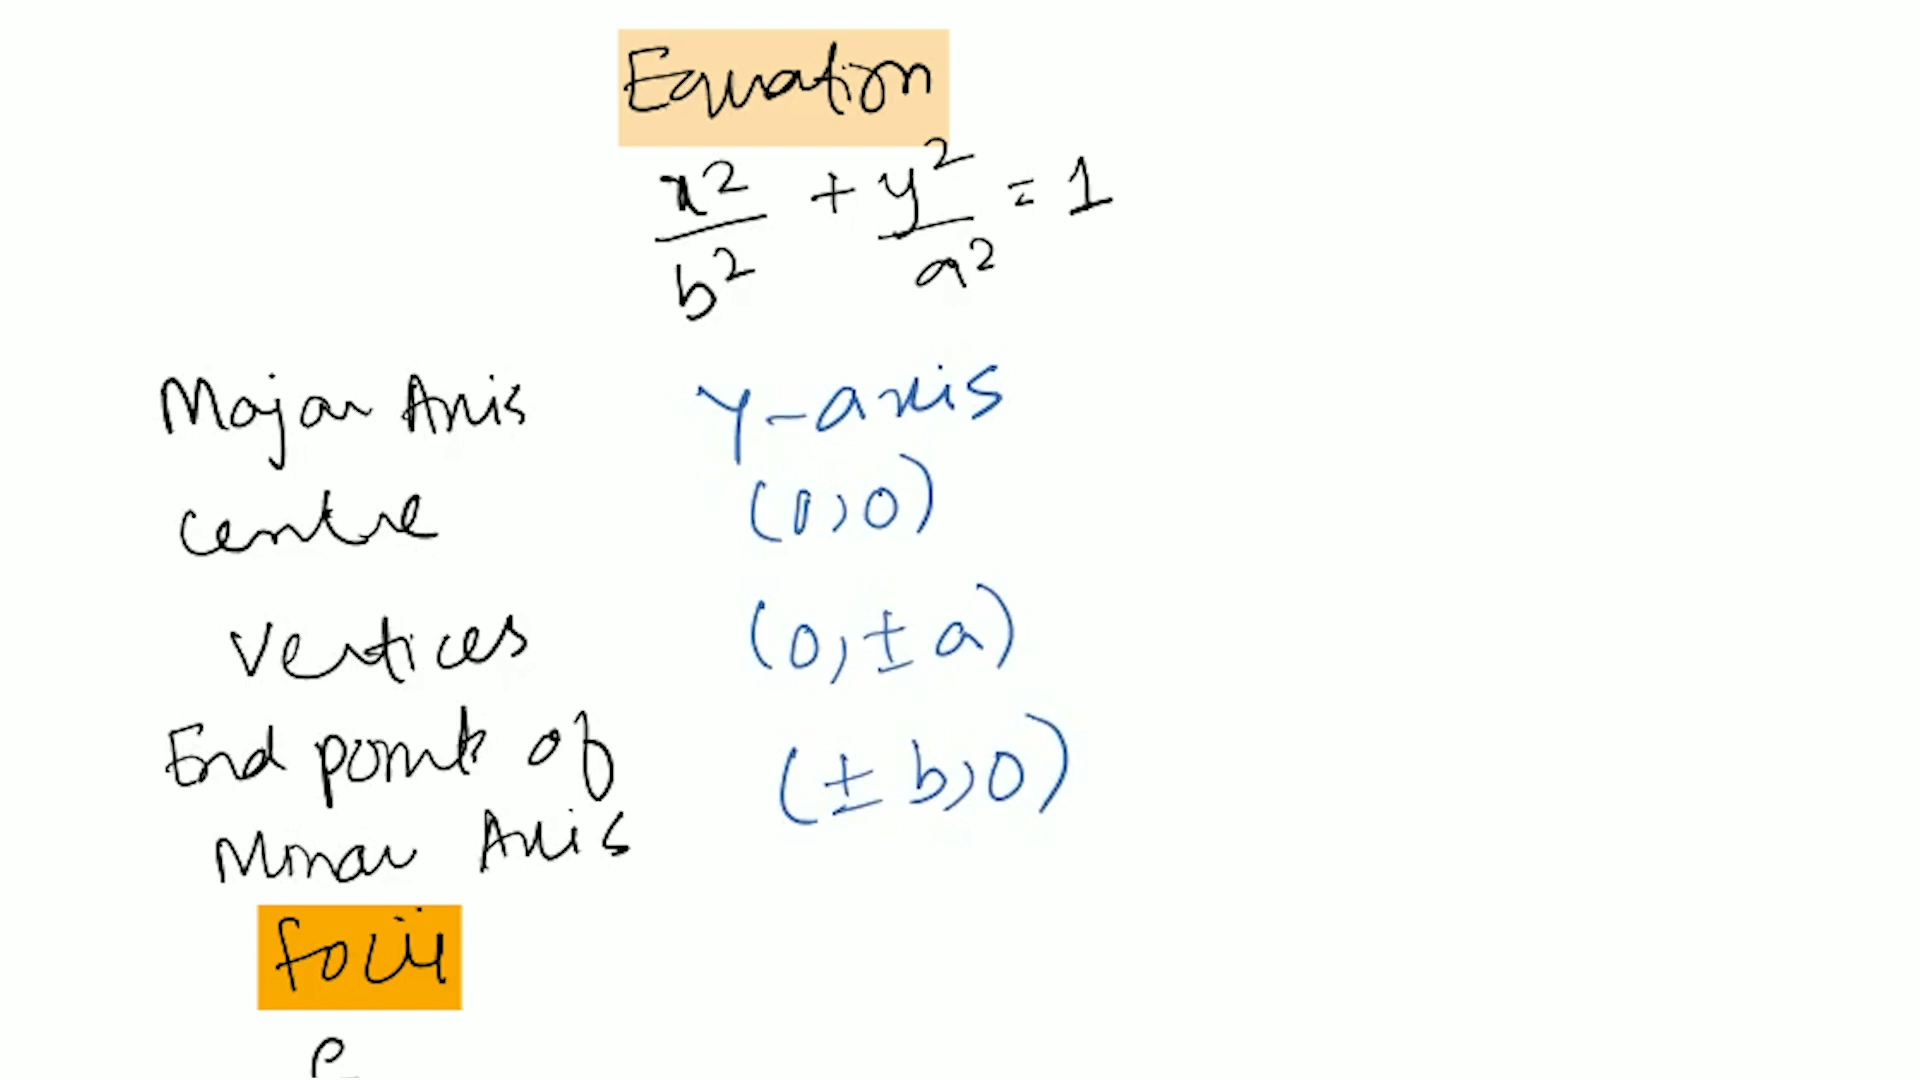 Equation
x²/b² + y²/a² = 1
Major Axis y-axis
Centre (0,0)
Vertices (0,±a)
End points of (±b,0)
Minor Axis
focii